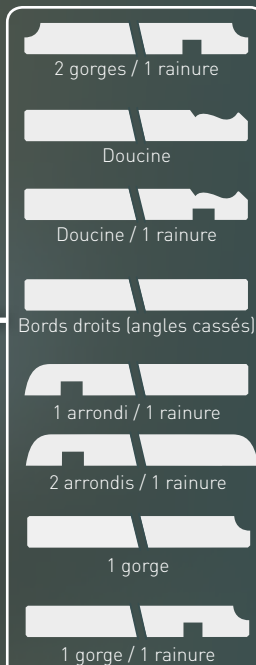 2 gorges / 1 rainure
Doucine
Doucine / 1 rainure
Bords droits (angles cassés)
1 arrondi / 1 rainure
2 arrondis / 1 rainure
1 gorge
1 gorge / 1 rainure